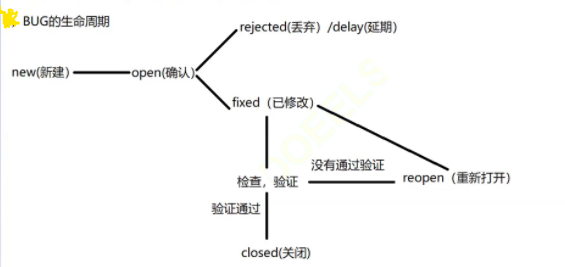 BUG的生命周期
rejected(丢弃）/delay(延期)
new(新建)
open(确认)
fixed（已修改）
没有通过验证
检查，验证
reopen（重新打开）
验证通过
closed(关闭)